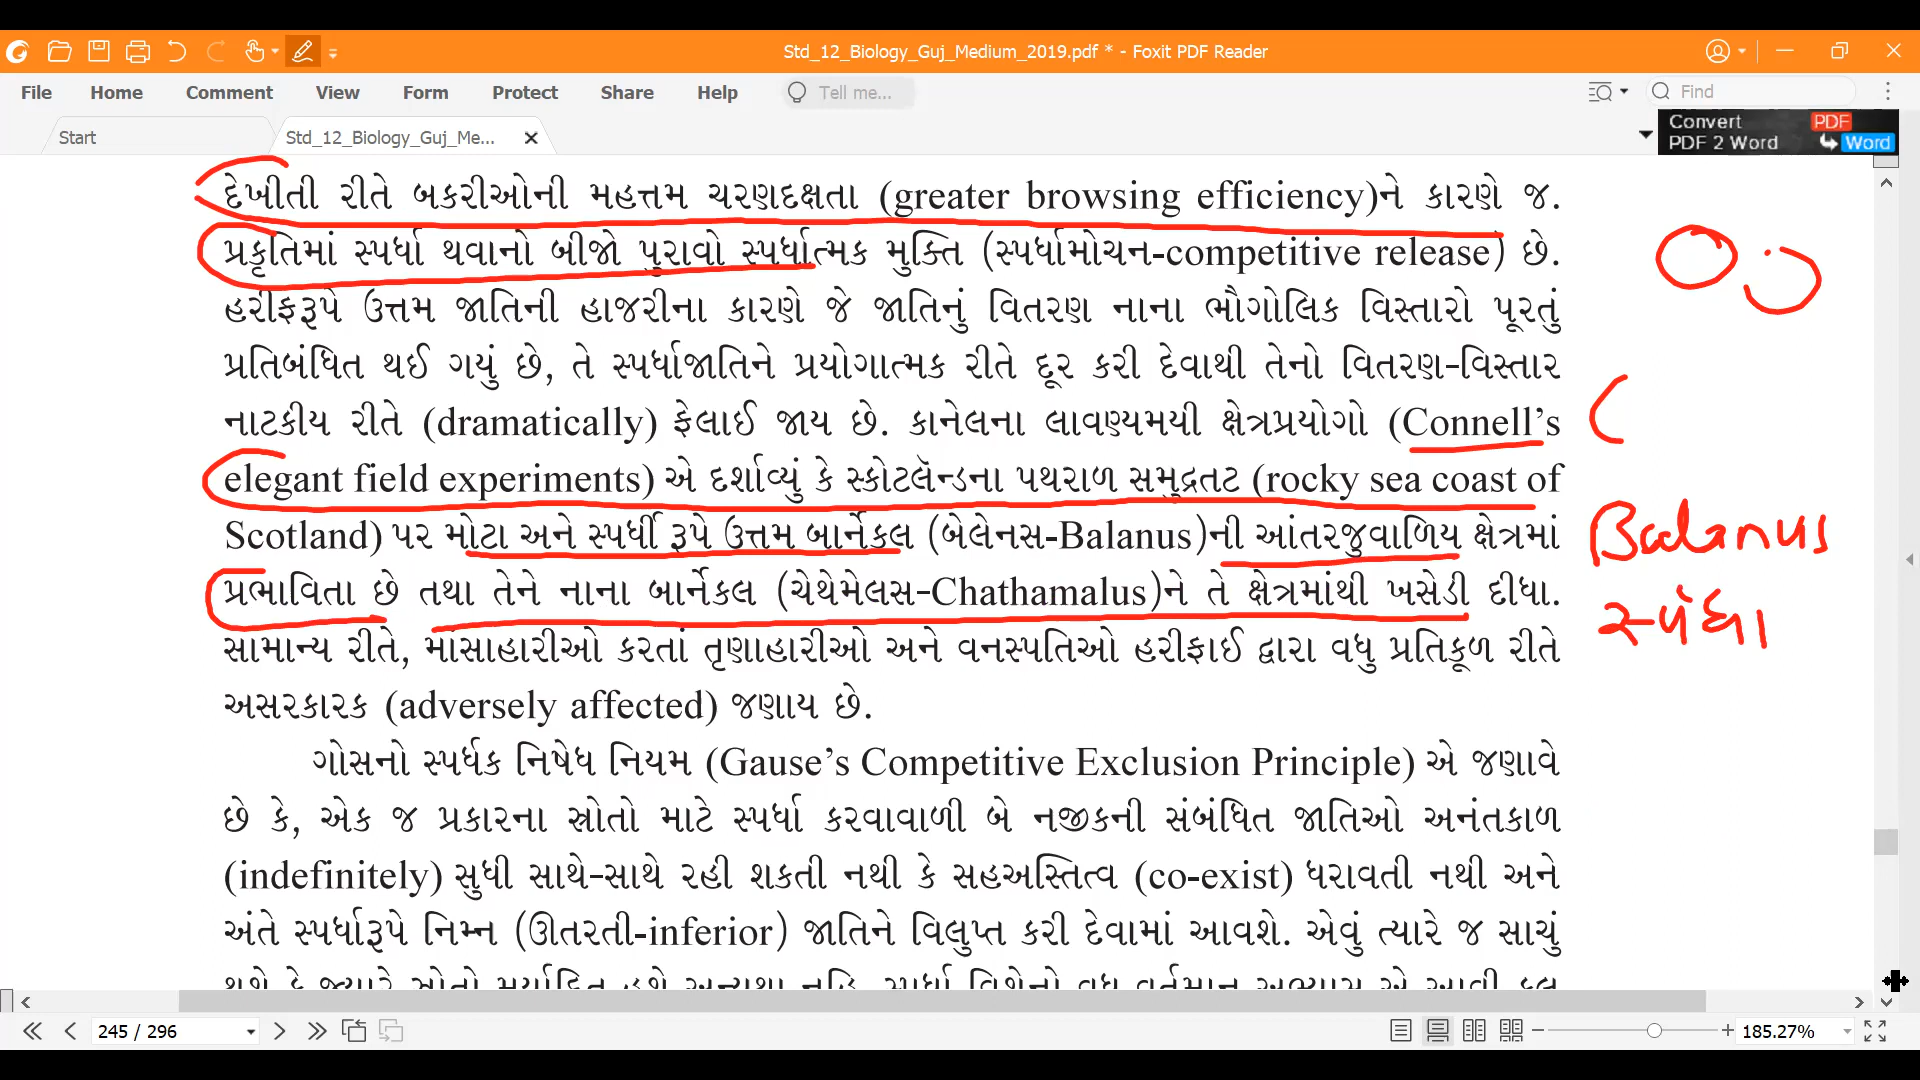 Std_12_Biology_Guj_Medium_2019.pdf * - Foxit PDF Reader
File Home Comment View Form Protect Share Help Tell me... Find
Start Std_12_Biology_Guj_Me... Convert PDF
PDF 2 Word Word
દેખીતી રીતે બકરીઓની મહત્તમ ચરણદક્ષતા (greater browsing efficiency)ને કારણે જ.
પ્રકૃતિમાં સ્પર્ધા થવાનો બીજો પુરાવો સ્પર્ધાત્મક મુક્તિ (સ્પર્ધામોચન-competitive release) છે.
હરીફરૂપે ઉત્તમ જાતિની હાજરીના કારણે જે જાતિનું વિતરણ નાના ભૌગોલિક વિસ્તારો પૂરતું
પ્રતિબંધિત થઈ ગયું છે, તે સ્પર્ધાજાતિને પ્રયોગાત્મક રીતે દૂર કરી દેવાથી તેનો વિતરણ-વિસ્તાર
નાટકીય રીતે (dramatically) ફેલાઈ જાય છે. કાનેલના લાવણ્યમયી ક્ષેત્રપ્રયોગો (Connell's
elegant field experiments) એ દર્શાવ્યું કે સ્કોટલૅન્ડના પથરાળ સમુદ્રતટ (rocky sea coast of
Scotland) પર મોટા અને સ્પર્ધી રૂપે ઉત્તમ બાર્નેકલ (બેલેનસ-Balanus)ની આંતરજુવાળિય ક્ષેત્રમાં
Balanus
પ્રભાવિતા છે તથા તેને નાના બાર્નેકલ (ચેથેમેલસ-Chathamalus)ને તે ક્ષેત્રમાંથી ખસેડી દીધા.
સ્પર્ધા
સામાન્ય રીતે, માંસાહારીઓ કરતાં તૃણાહારીઓ અને વનસ્પતિઓ હરીફાઈ દ્વારા વધુ પ્રતિકૂળ રીતે
અસરકારક (adversely affected) જણાય છે.
ગોસનો સ્પર્ધક નિષેધ નિયમ (Gause's Competitive Exclusion Principle) એ જણાવે
છે કે, એક જ પ્રકારના સ્રોતો માટે સ્પર્ધા કરવાવાળી બે નજીકની સંબંધિત જાતિઓ અનંતકાળ
(indefinitely) સુધી સાથે-સાથે રહી શકતી નથી કે સહઅસ્તિત્વ (co-exist) ધરાવતી નથી અને
અંતે સ્પર્ધારૂપે નિમ્ન (ઊતરતી-inferior) જાતિને વિલુપ્ત કરી દેવામાં આવશે. એવું ત્યારે જ સાચું
245 / 296 185.27%